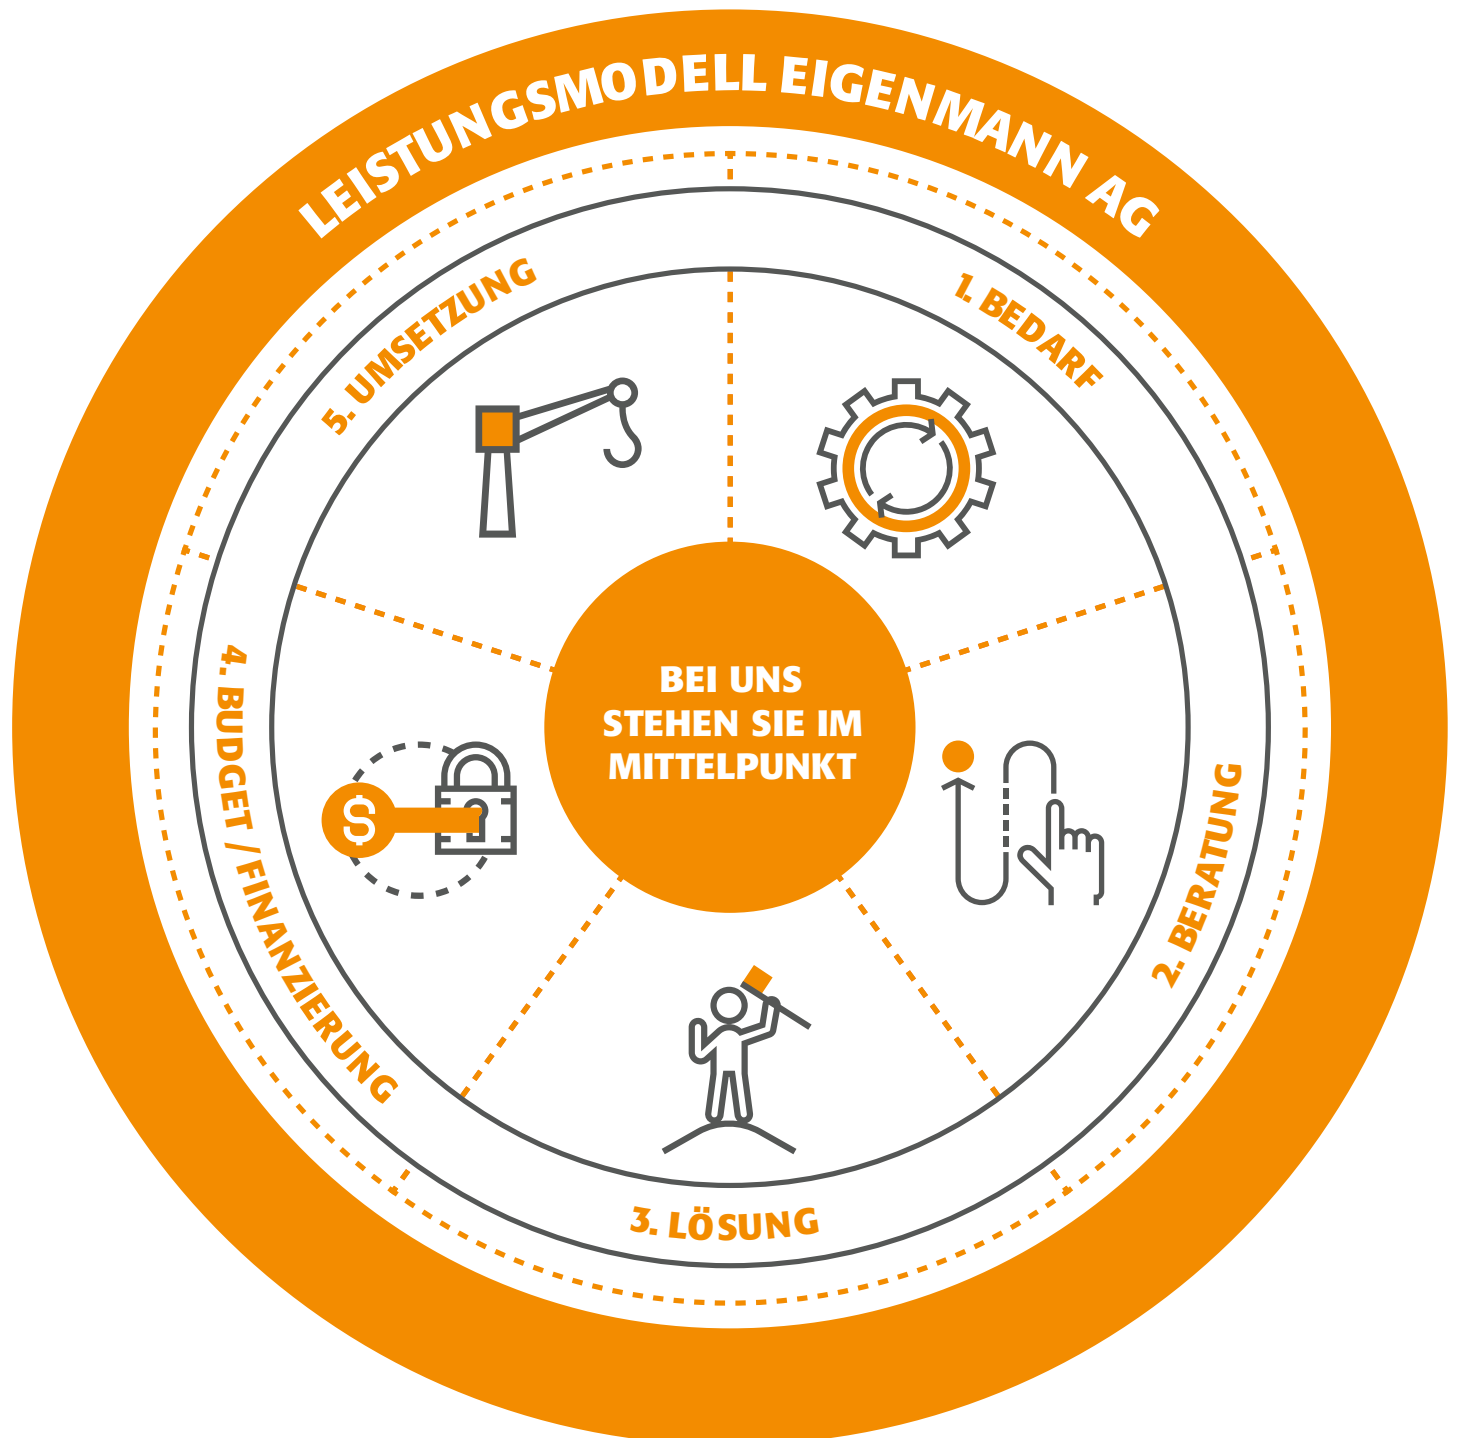 LEISTUNGSMODELL EIGENMANN AG
1. BEDARF
2. BERATUNG
3. LÖSUNG
4. BUDGET / FINANZIERUNG
5. UMSETZUNG
BEI UNS
STEHEN SIE IM
MITTELPUNKT
$